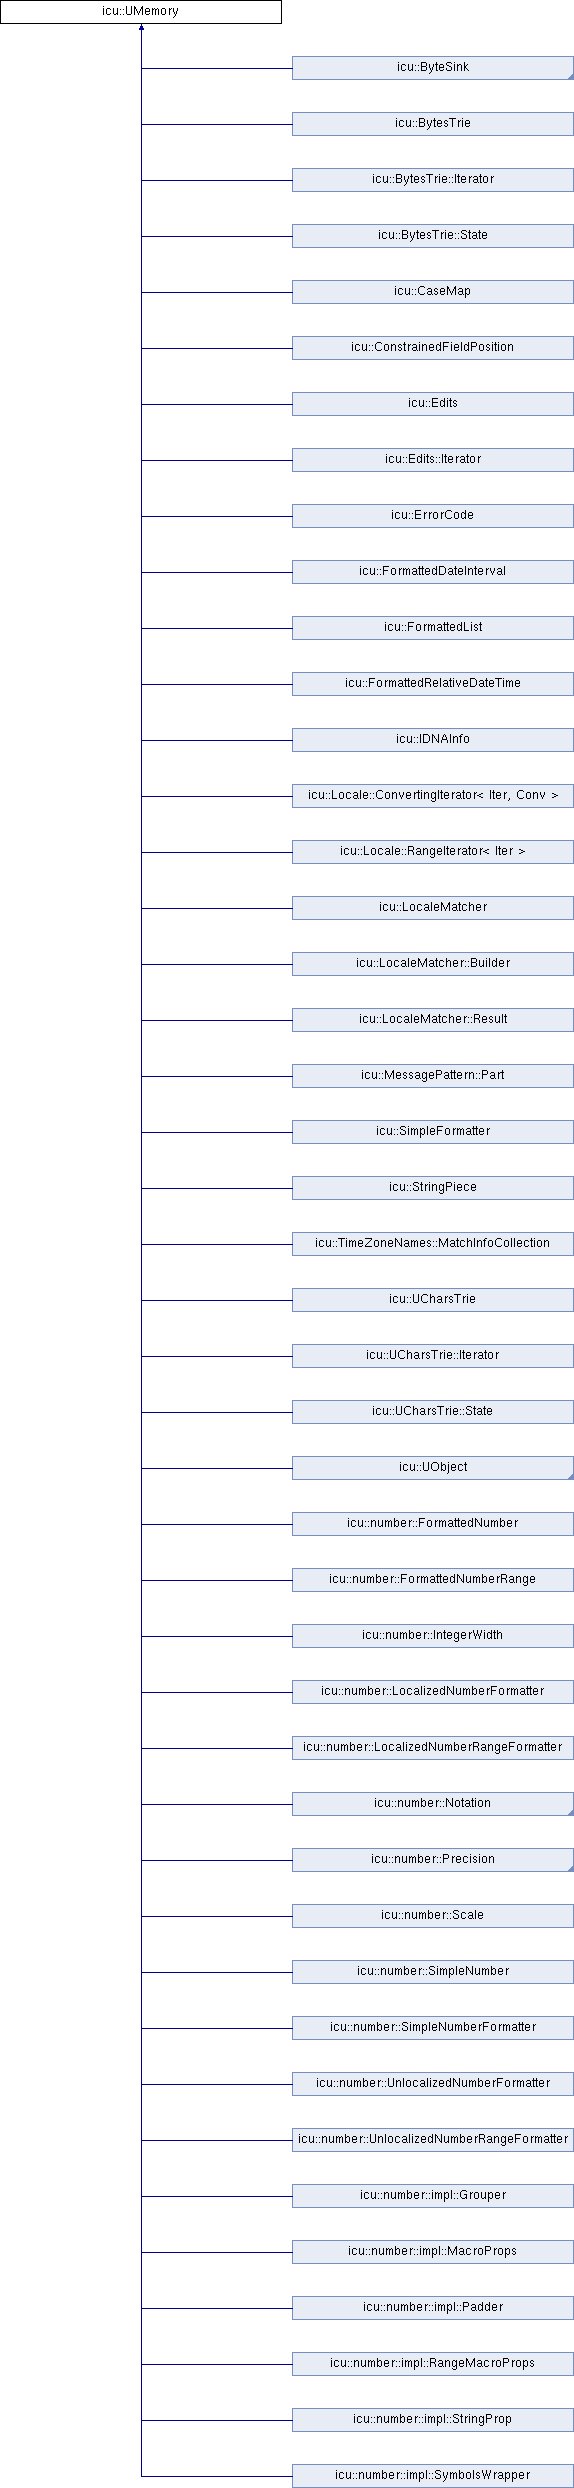 icu::UMemory
icu::ByteSink
icu::BytesTrie
icu::BytesTrie::Iterator
icu::BytesTrie::State
icu::CaseMap
icu::ConstrainedFieldPosition
icu::Edits
icu::Edits::Iterator
icu::ErrorCode
icu::FormattedDateInterval
icu::FormattedList
icu::FormattedRelativeDateTime
icu::IDNAInfo
icu::Locale::ConvertingIterator< Iter, Conv >
icu::Locale::RangeIterator< Iter >
icu::LocaleMatcher
icu::LocaleMatcher::Builder
icu::LocaleMatcher::Result
icu::MessagePattern::Part
icu::SimpleFormatter
icu::StringPiece
icu::TimeZoneNames::MatchInfoCollection
icu::UCharsTrie
icu::UCharsTrie::Iterator
icu::UCharsTrie::State
icu::UObject
icu::number::FormattedNumber
icu::number::FormattedNumberRange
icu::number::IntegerWidth
icu::number::LocalizedNumberFormatter
icu::number::LocalizedNumberRangeFormatter
icu::number::Notation
icu::number::Precision
icu::number::Scale
icu::number::SimpleNumber
icu::number::SimpleNumberFormatter
icu::number::UnlocalizedNumberFormatter
icu::number::UnlocalizedNumberRangeFormatter
icu::number::impl::Grouper
icu::number::impl::MacroProps
icu::number::impl::Padder
icu::number::impl::RangeMacroProps
icu::number::impl::StringProp
icu::number::impl::SymbolsWrapper